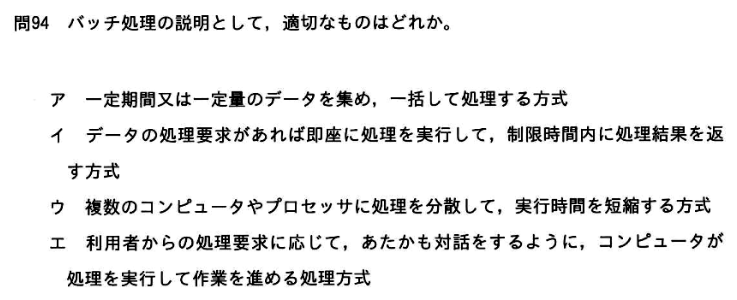 問94　バッチ処理の説明として，適切なものはどれか。
ア　一定期間又は一定量のデータを集め，一括して処理する方式
イ　データの処理要求があれば即座に処理を実行して，制限時間内に処理結果を返
す方式
ウ　複数のコンピュータやプロセッサに処理を分散して，実行時間を短縮する方式
エ　利用者からの処理要求に応じて，あたかも対話をするように，コンピュータが
処理を実行して作業を進める処理方式